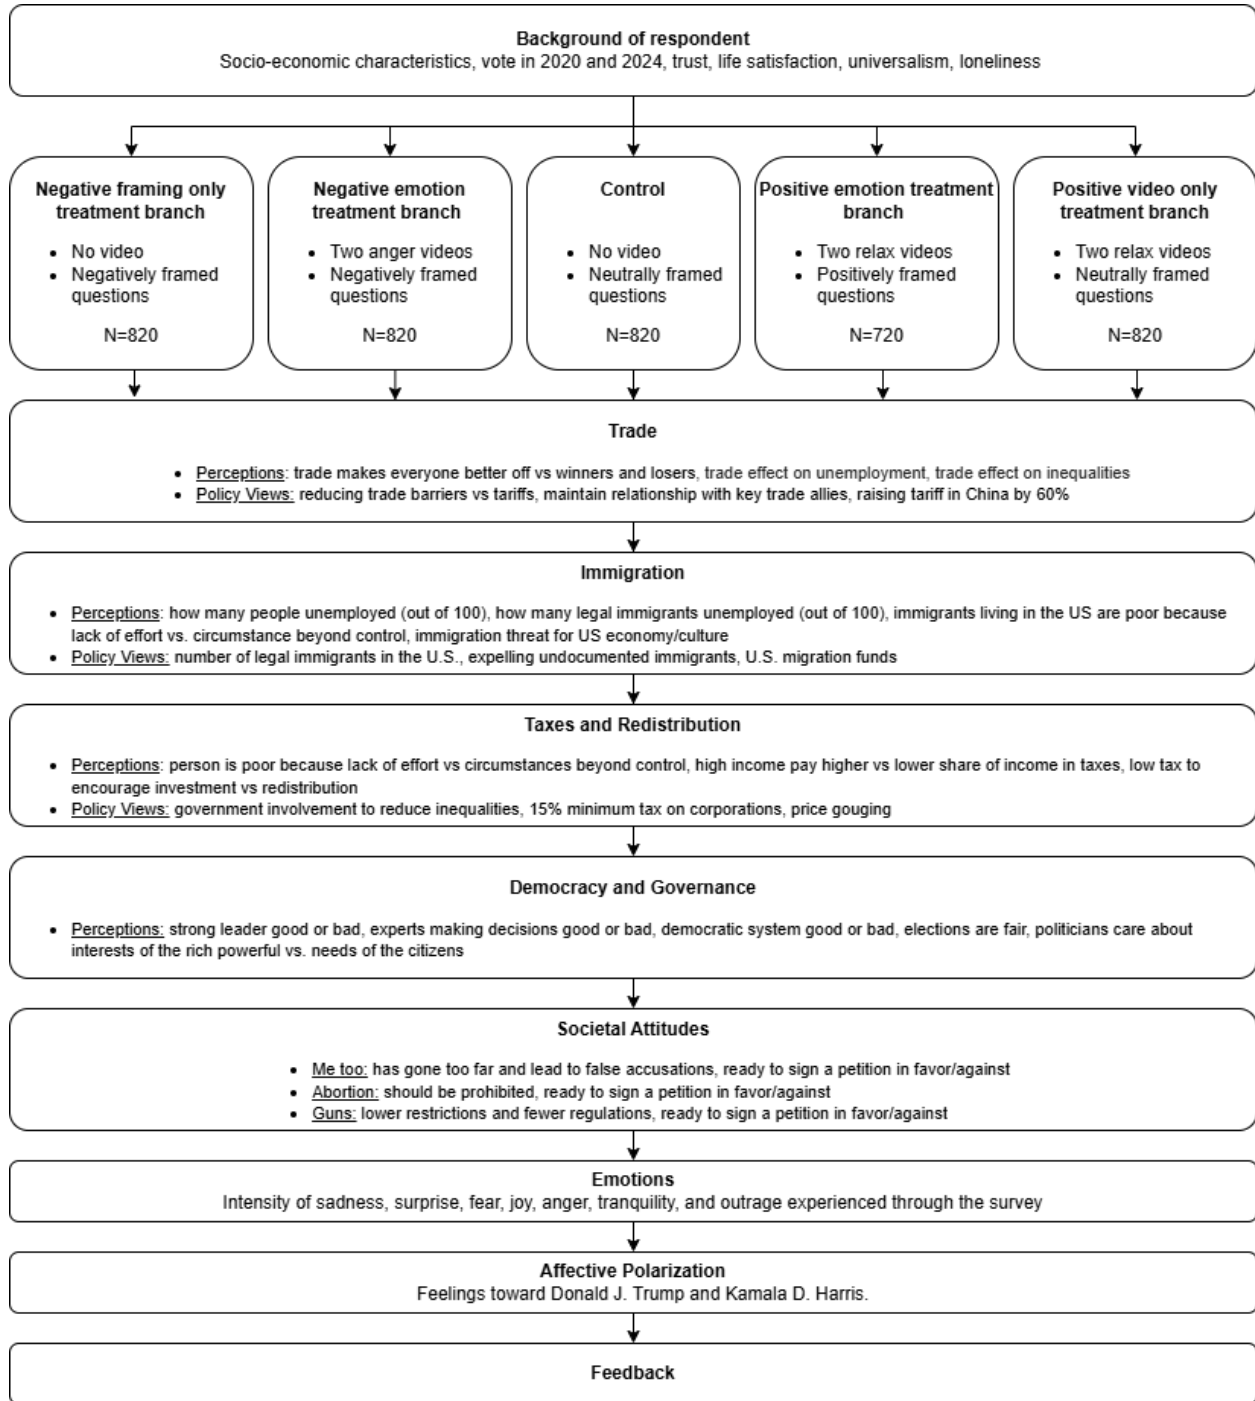 Background of respondent
Socio-economic characteristics, vote in 2020 and 2024, trust, life satisfaction, universalism, loneliness
Negative framing only
treatment branch
• No video
• Negatively framed
questions
N=820
Negative emotion
treatment branch
• Two anger videos
• Negatively framed
questions
N=820
Control
• No video
• Neutrally framed
questions
N=820
Positive emotion treatment
branch
• Two relax videos
• Positively framed
questions
N=720
Positive video only
treatment branch
• Two relax videos
• Neutrally framed
questions
N=820
Trade
• Perceptions: trade makes everyone better off vs winners and losers, trade effect on unemployment, trade effect on inequalities
• Policy Views: reducing trade barriers vs tariffs, maintain relationship with key trade allies, raising tariff in China by 60%
Immigration
• Perceptions: how many people unemployed (out of 100), how many legal immigrants unemployed (out of 100), immigrants living in the US are poor because
lack of effort vs. circumstance beyond control, immigration threat for US economy/culture
• Policy Views: number of legal immigrants in the U.S., expelling undocumented immigrants, U.S. migration funds
Taxes and Redistribution
• Perceptions: person is poor because lack of effort vs circumstances beyond control, high income pay higher vs lower share of income in taxes, low tax to
encourage investment vs redistribution
• Policy Views: government involvement to reduce inequalities, 15% minimum tax on corporations, price gouging
Democracy and Governance
• Perceptions: strong leader good or bad, experts making decisions good or bad, democratic system good or bad, elections are fair, politicians care about
interests of the rich powerful vs. needs of the citizens
Societal Attitudes
• Me too: has gone too far and lead to false accusations, ready to sign a petition in favor/against
• Abortion: should be prohibited, ready to sign a petition in favor/against
• Guns: lower restrictions and fewer regulations, ready to sign a petition in favor/against
Emotions
Intensity of sadness, surprise, fear, joy, anger, tranquility, and outrage experienced through the survey
Affective Polarization
Feelings toward Donald J. Trump and Kamala D. Harris.
Feedback